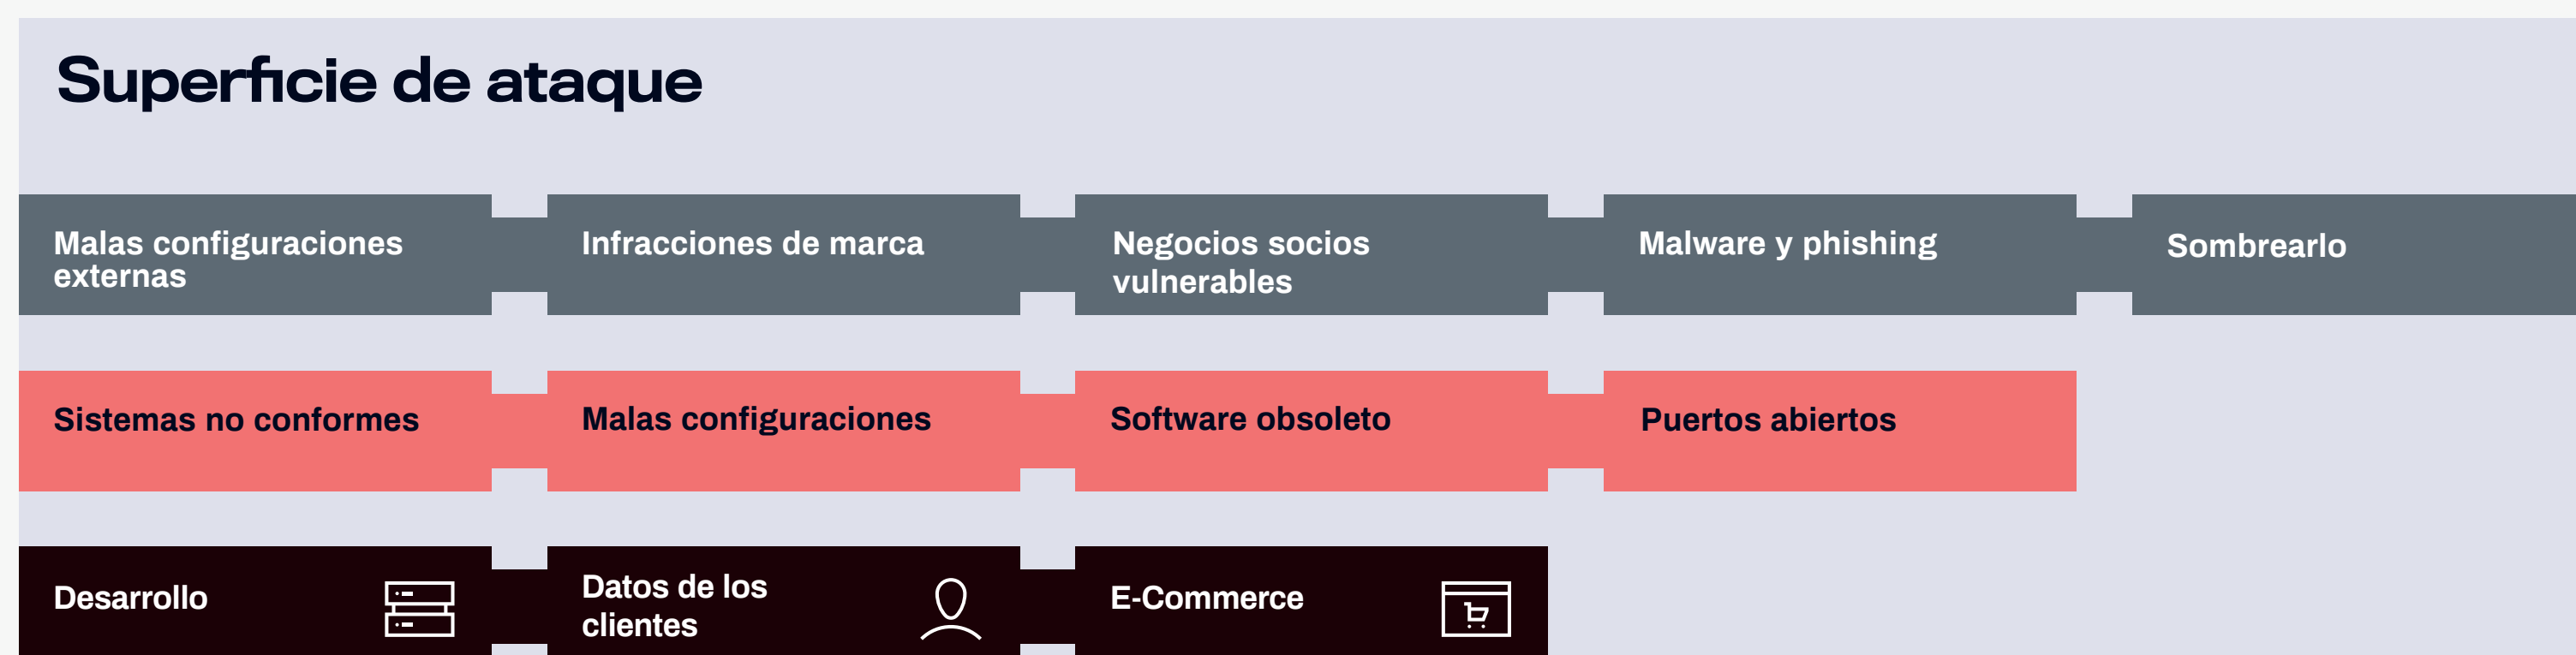 Superficie de ataque
Malas configuraciones
externas
Infracciones de marca
Negocios socios
vulnerables
Malware y phishing
Sombrearlo
Sistemas no conformes
Malas configuraciones
Software obsoleto
Puertos abiertos
Desarrollo
Datos de los
clientes
E-Commerce